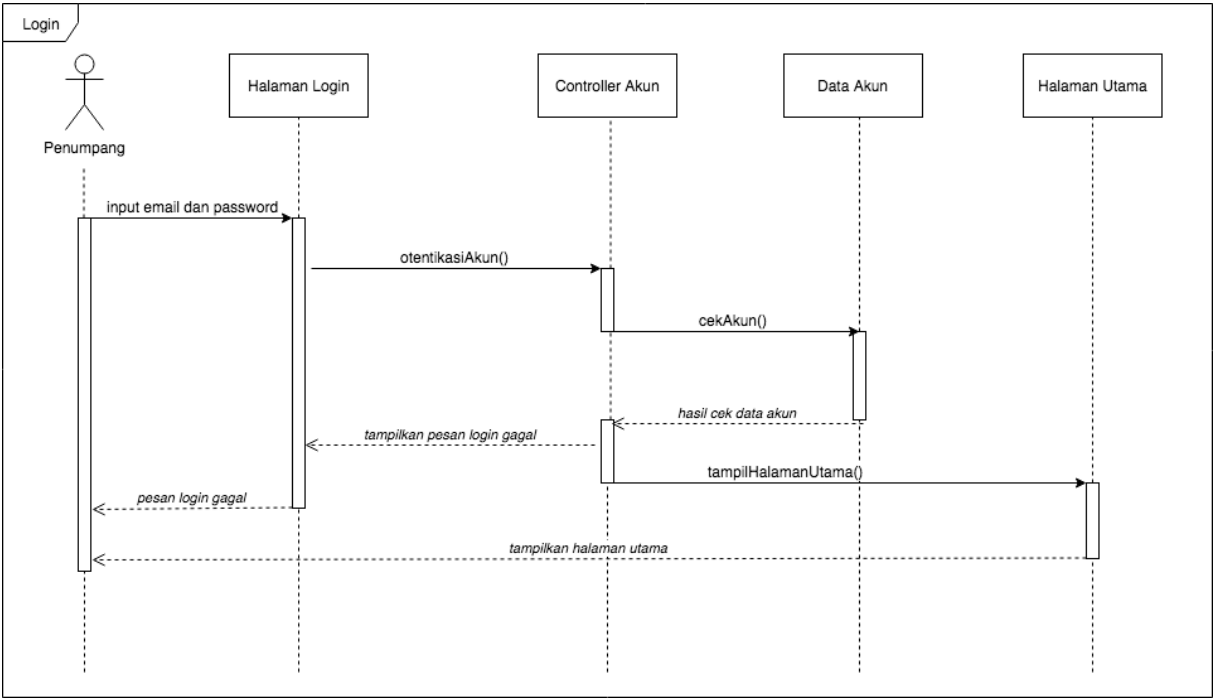 Login
Halaman Login
Controller Akun
Data Akun
Halaman Utama
Penumpang
input email dan password
otentikasiAkun()
cekAkun()
hasil cek data akun
tampilkan pesan login gagal
tampilHalamanUtama()
pesan login gagal
tampilkan halaman utama